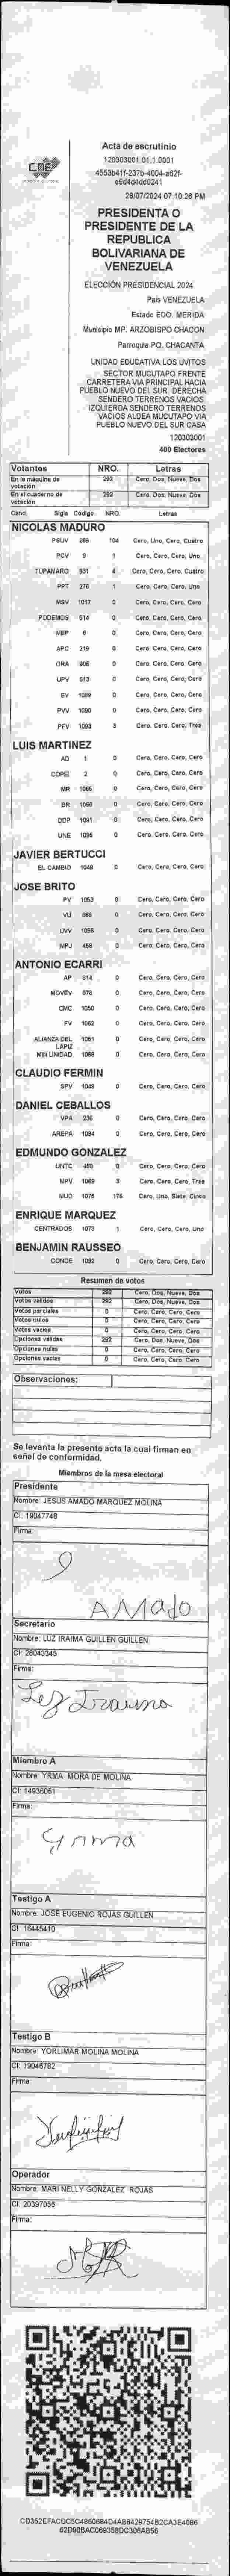 CNE
Acta de escrutinio
120303001.01.1.0001
28/07/2024 07:10:26 PM
PRESIDENTA O
PRESIDENTE DE LA
REPÚBLICA
BOLIVARIANA DE
VENEZUELA
ELECCIÓN PRESIDENCIAL 2024
País VENEZUELA
Estado EDO. MERIDA
Municipio MP. ARZOBISPO CHACON
Parroquia PQ. CHACANTA
UNIDAD EDUCATIVA LOS UVITOS
SECTOR MUCUTAPO FRENTE
CARRETERA VIA PRINCIPAL HACIA
PUEBLO NUEVO DEL SUR. DERECHA
SENDERO TERRENOS VACIOS.
IZQUIERDA SENDERO TERRENOS
VACIOS ALDEA MUCUTAPO VIA
PUEBLO NUEVO DEL SUR CASA
120303001
400 Electores
Votantes NRO. Letras
En la máquina de votación 292 Cero, Dos, Nueve, Dos
En el cuaderno de votación 292 Cero, Dos, Nueve, Dos
Cand. Sigla Código NRO. Letras
NICOLAS MADURO
PSUV 268 104 Cero, Uno, Cero, Cuatro
PCV 9 1 Cero, Cero, Cero, Uno
TUPAMARO 931 4 Cero, Cero, Cero, Cuatro
PPT 276 1 Cero, Cero, Cero, Uno
MSV 1017 0 Cero, Cero, Cero, Cero
PODEMOS 514 0 Cero, Cero, Cero, Cero
MEP 6 0 Cero, Cero, Cero, Cero
APC 219 0 Cero, Cero, Cero, Cero
ORA 906 0 Cero, Cero, Cero, Cero
UPV 613 0 Cero, Cero, Cero, Cero
EV 1089 0 Cero, Cero, Cero, Cero
PVV 1090 0 Cero, Cero, Cero, Cero
PFV 1093 3 Cero, Cero, Cero, Tres
LUIS MARTINEZ
AD 1 0 Cero, Cero, Cero, Cero
COPEI 2 0 Cero, Cero, Cero, Cero
MR 1065 0 Cero, Cero, Cero, Cero
BR 1058 0 Cero, Cero, Cero, Cero
DDP 1091 0 Cero, Cero, Cero, Cero
UNE 1095 0 Cero, Cero, Cero, Cero
JAVIER BERTUCCI
EL CAMBIO 1048 0 Cero, Cero, Cero, Cero
JOSE BRITO
PV 1053 0 Cero, Cero, Cero, Cero
VU 868 0 Cero, Cero, Cero, Cero
UVV 1096 0 Cero, Cero, Cero, Cero
MPJ 458 0 Cero, Cero, Cero, Cero
ANTONIO ECARRI
AP 814 0 Cero, Cero, Cero, Cero
MOVEV 978 0 Cero, Cero, Cero, Cero
CMC 1050 0 Cero, Cero, Cero, Cero
FV 1062 0 Cero, Cero, Cero, Cero
ALIANZA DEL LAPIZ 1061 0 Cero, Cero, Cero, Cero
MIN UNIDAD 1088 0 Cero, Cero, Cero, Cero
CLAUDIO FERMIN
SPV 1049 0 Cero, Cero, Cero, Cero
DANIEL CEBALLOS
VPA 236 0 Cero, Cero, Cero, Cero
AREPA 1094 0 Cero, Cero, Cero, Cero
EDMUNDO GONZALEZ
UNTC 460 0 Cero, Cero, Cero, Cero
MPV 1069 3 Cero, Cero, Cero, Tres
MUD 1075 175 Cero, Uno, Siete, Cinco
ENRIQUE MARQUEZ
CENTRADOS 1073 1 Cero, Cero, Cero, Uno
BENJAMIN RAUSSEO
CONDE 1092 0 Cero, Cero, Cero, Cero
Resumen de votos
Votos 292 Cero, Dos, Nueve, Dos
Votos válidos 292 Cero, Dos, Nueve, Dos
Votos parciales 0 Cero, Cero, Cero, Cero
Votos nulos 0 Cero, Cero, Cero, Cero
Votos vacíos 0 Cero, Cero, Cero, Cero
Opciones válidas 292 Cero, Dos, Nueve, Dos
Opciones nulas 0 Cero, Cero, Cero, Cero
Opciones vacías 0 Cero, Cero, Cero, Cero
Observaciones:
Se levanta la presente acta la cual firman en
señal de conformidad.
Miembros de la mesa electoral
Presidente
Nombre: JESUS AMADO MARQUEZ MOLINA
CI: 19047748
Firma:
AMado
Secretario
Nombre: LUZ IRAIMA GUILLEN GUILLEN
CI: 26043345
Firma:
Luz Iraima
Miembro A
Nombre: YRMA MORA DE MOLINA
CI: 14936051
Firma:
Yrma
Testigo A
Nombre: JOSE EUGENIO ROJAS GUILLEN
CI: 16445410
Firma:
Testigo B
Nombre: YORLIMAR MOLINA MOLINA
CI: 19046782
Firma:
Operador
Nombre: MARI NELLY GONZALEZ ROJAS
CI: 20397056
Firma: